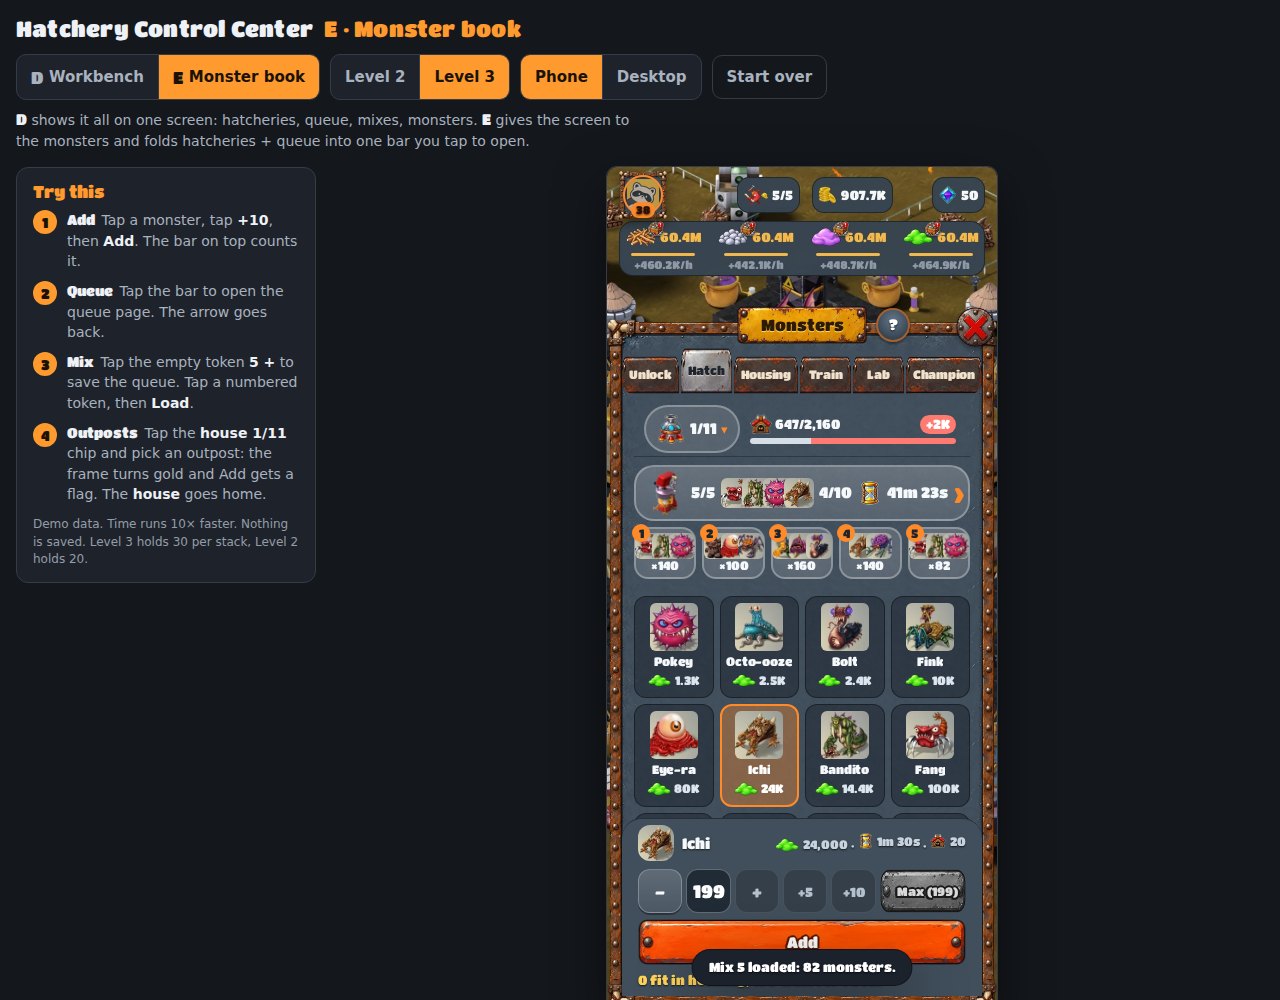 Hatchery Control Center E · Monster book
D Workbench E Monster book Level 2 Level 3 Phone Desktop Start over
D shows it all on one screen: hatcheries, queue, mixes, monsters. E gives the screen to
the monsters and folds hatcheries + queue into one bar you tap to open.
Try this
1 Add Tap a monster, tap +10,
then Add. The bar on top counts
it.
2 Queue Tap the bar to open the
queue page. The arrow goes
back.
3 Mix Tap the empty token 5 + to
save the queue. Tap a numbered
token, then Load.
4 Outposts Tap the house 1/11
chip and pick an outpost: the
frame turns gold and Add gets a
flag. The house goes home.
Demo data. Time runs 10× faster. Nothing
is saved. Level 3 holds 30 per stack, Level 2
holds 20.
30 5/5 907.7K 50
60.4M 60.4M 60.4M 60.4M
+460.2K/h +442.1K/h +448.7K/h +464.9K/h
Monsters ?
Unlock Hatch Housing Train Lab Champion
1/11 ▾ 647/2,160 +2K
5/5 4/10 41m 23s ❯
1 2 3 4 5
×140 ×100 ×160 ×140 ×82
Pokey Octo-ooze Bolt Fink
1.3K 2.5K 2.4K 10K
Eye-ra Ichi Bandito Fang
80K 24K 14.4K 100K
Ichi 24,000 · 1m 30s · 20
− 199 + +5 +10 Max (199)
Add
Mix 5 loaded: 82 monsters.
0 fit in